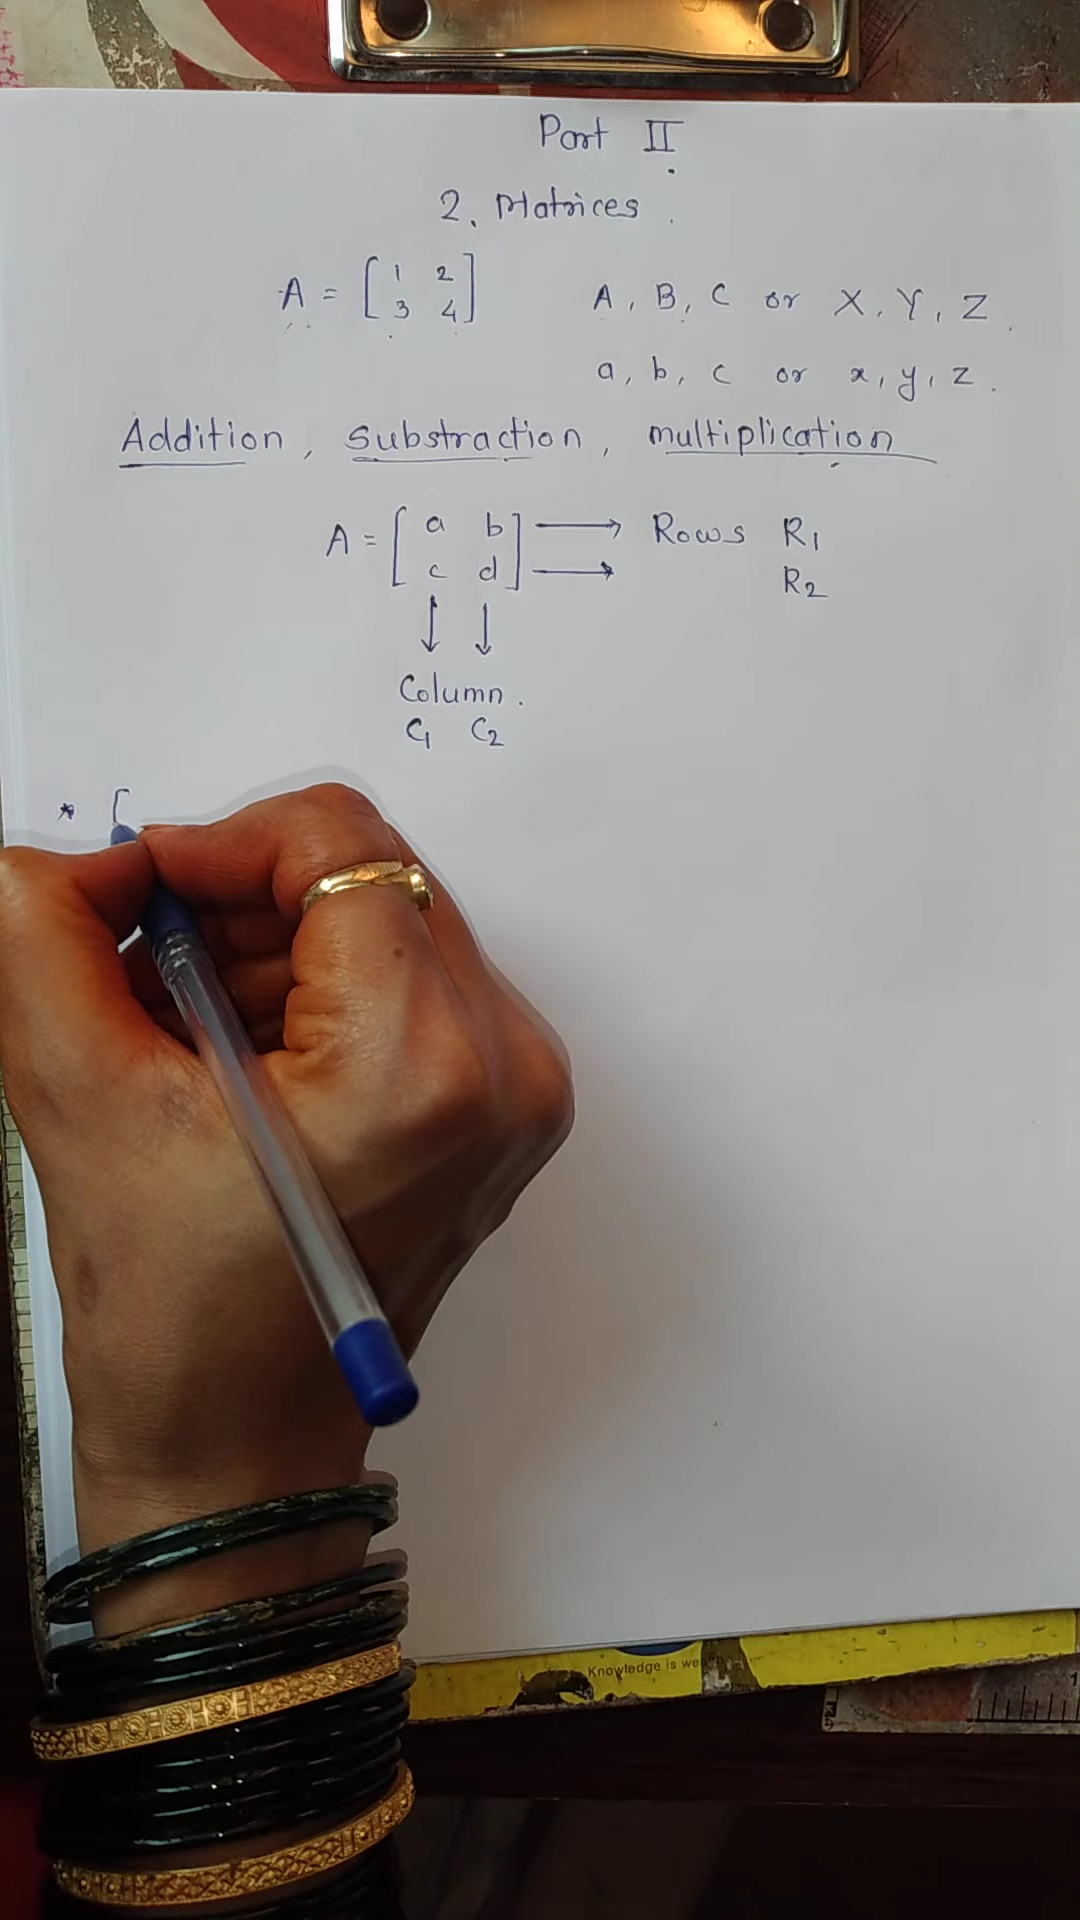 Part II
2. Matrices.
A = [ 1 2   A, B, C or X, Y, Z.
3 4 ]
a, b, c or x, y, z.
Addition, Substraction, multiplication
A = [ a b ] → Rows R1
c d → R2
↓ ↓
Column.
C1 C2
* [
Knowledge is